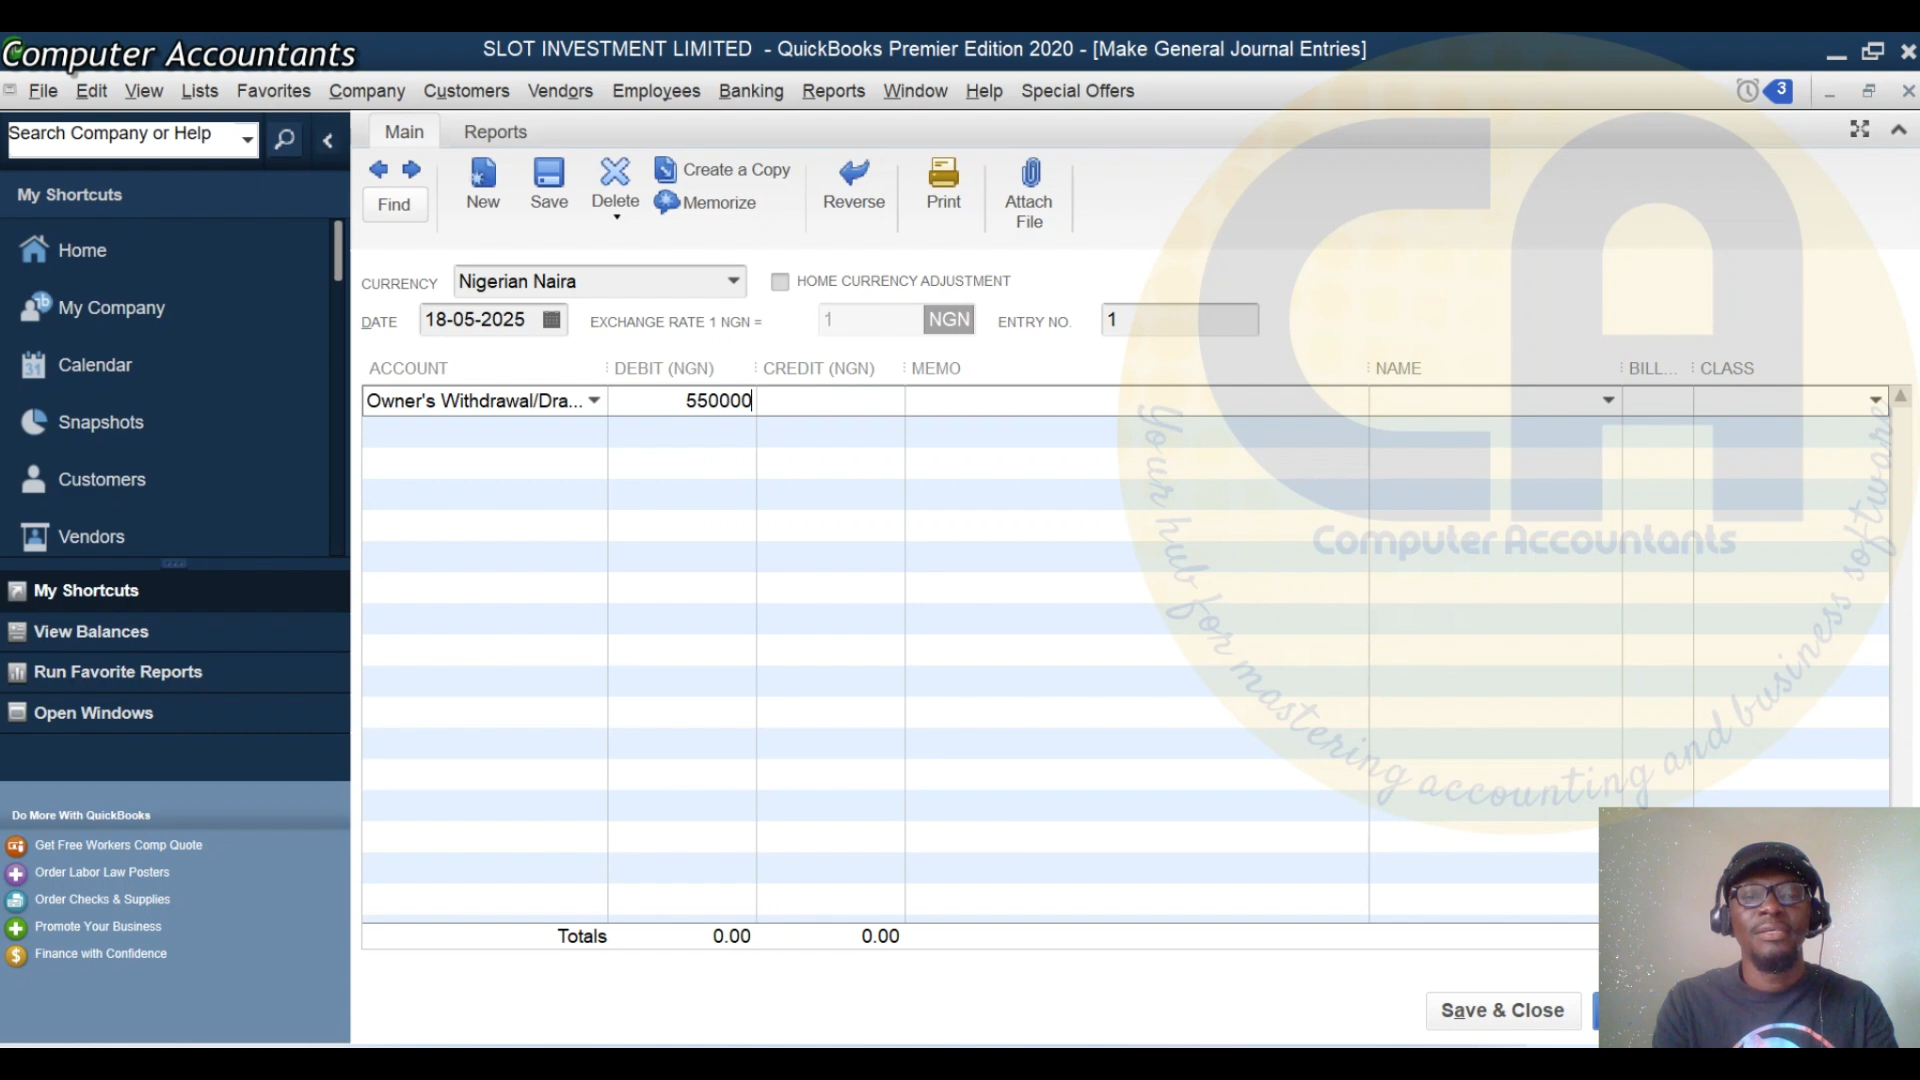 Computer Accountants
SLOT INVESTMENT LIMITED - QuickBooks Premier Edition 2020 - [Make General Journal Entries]
File Edit View Lists Favorites Company Customers Vendors Employees Banking Reports Window Help Special Offers 3
Search Company or Help
Main Reports
Find New Save Delete Create a Copy Memorize Reverse Print Attach File
My Shortcuts
Home
My Company
31 Calendar
Snapshots
Customers
Vendors
My Shortcuts
View Balances
Run Favorite Reports
Open Windows
Do More With QuickBooks
Get Free Workers Comp Quote
Order Labor Law Posters
Order Checks & Supplies
Promote Your Business
$ Finance with Confidence
CURRENCY Nigerian Naira HOME CURRENCY ADJUSTMENT
DATE 18-05-2025 EXCHANGE RATE 1 NGN = 1 NGN ENTRY NO. 1
ACCOUNT DEBIT (NGN) CREDIT (NGN) MEMO NAME BILL... CLASS
Owner's Withdrawal/Dra... 550000
Totals 0.00 0.00
Save & Close
CA
Computer Accountants
Your hub for mastering accounting and business software